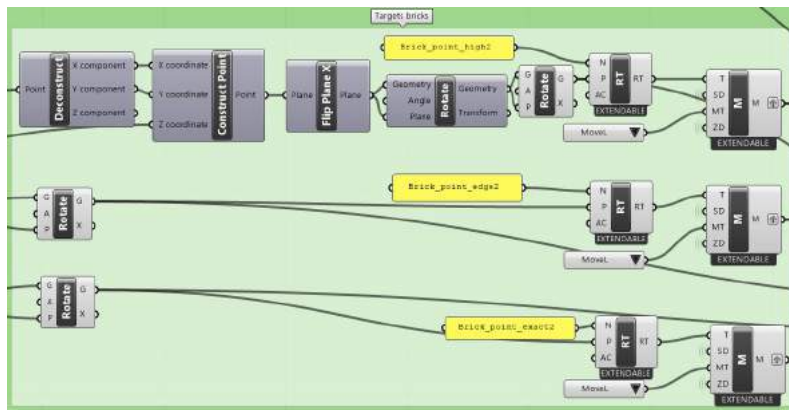 Targets bricks
Brick_point_high2
Point
Deconstruct
X component
Y component
Z component
X coordinate
Y coordinate
Z coordinate
Construct Point
Point
Plane
Flip Plane X
Plane
Geometry
Angle
Plane
Rotate
Geometry
Transform
G
A
P
Rotate
G
X
N
P
AC
RT
RT
EXTENDABLE
MoveL
T
SD
MT
ZD
M
M
EXTENDABLE
G
A
P
Rotate
G
X
Brick_point_edge2
N
P
AC
RT
RT
EXTENDABLE
MoveL
T
SD
MT
ZD
M
M
EXTENDABLE
G
A
P
Rotate
G
X
Brick_point_exact2
N
P
AC
RT
RT
EXTENDABLE
MoveL
T
SD
MT
ZD
M
M
EXTENDABLE